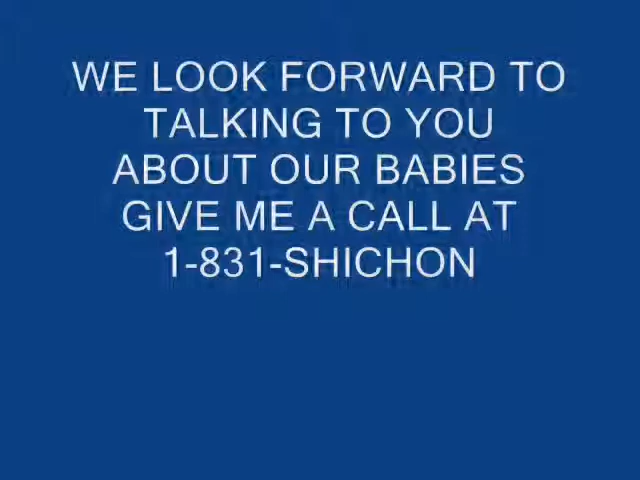 WE LOOK FORWARD TO
TALKING TO YOU
ABOUT OUR BABIES
GIVE ME A CALL AT
1-831-SHICHON